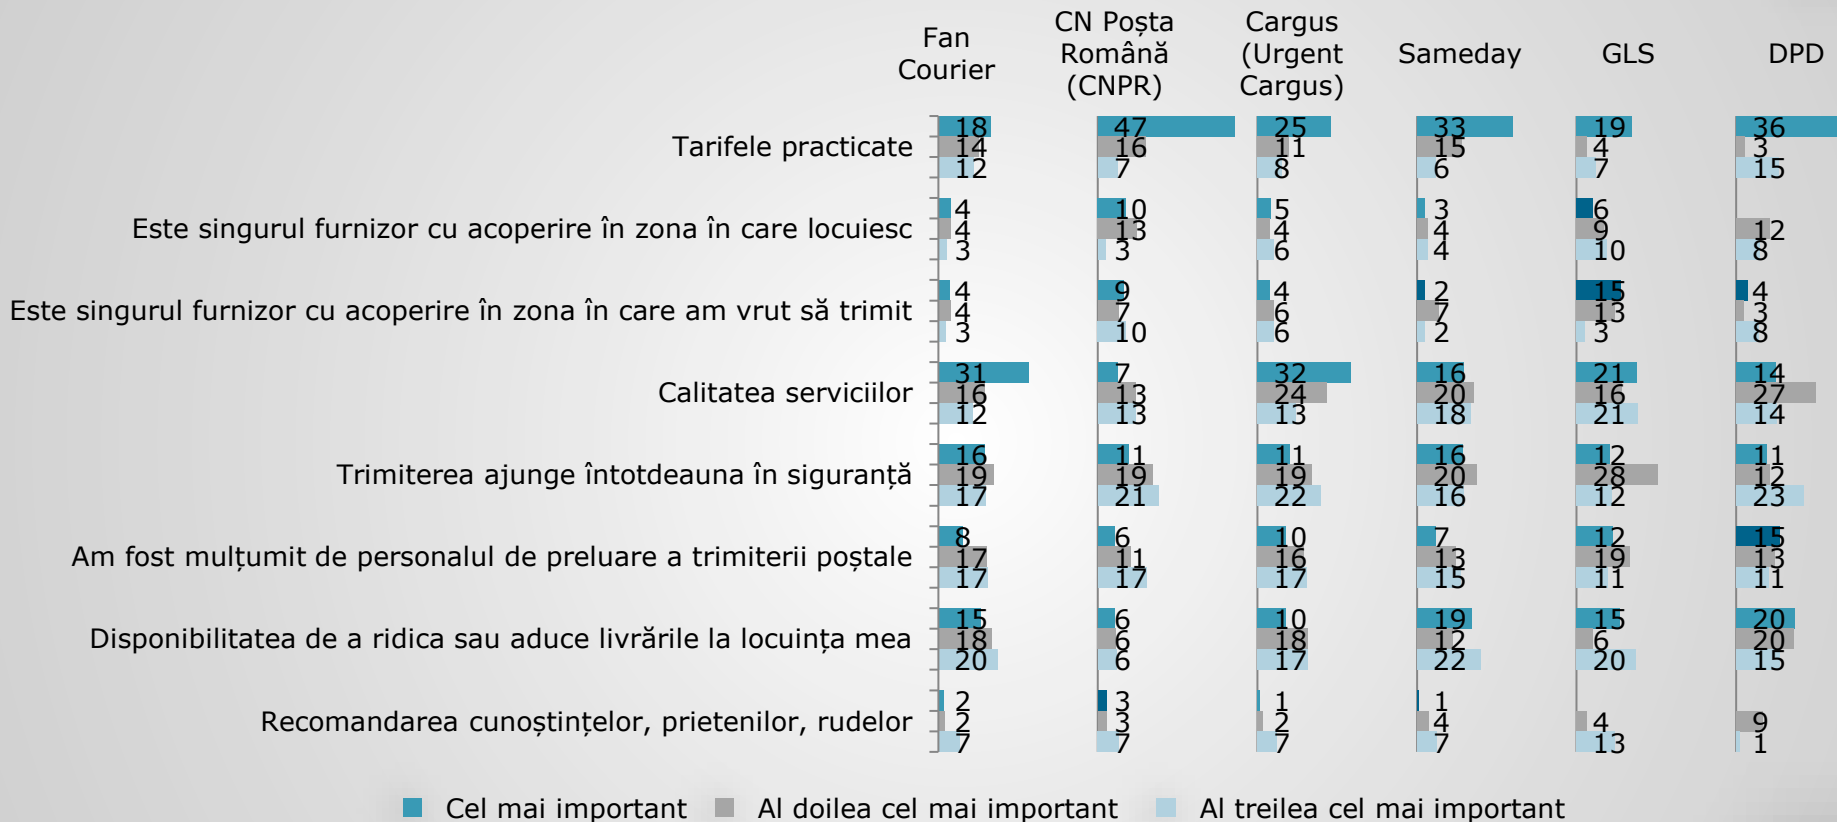 Fan
Courier
CN Poșta
Română
(CNPR)
Cargus
(Urgent
Cargus)
Sameday
GLS
DPD
Tarifele practicate
18 47 25 33 19 36
14 16 11 15 4 3
12 7 8 6 7 15
Este singurul furnizor cu acoperire în zona în care locuiesc
4 10 5 3 6
4 13 4 4 9 12
3 3 6 4 10 8
Este singurul furnizor cu acoperire în zona în care am vrut să trimit
4 9 4 2 15 4
4 7 6 7 13 3
3 10 6 2 3 8
Calitatea serviciilor
31 7 32 16 21 14
16 13 24 20 16 27
12 13 13 18 21 14
Trimiterea ajunge întotdeauna în siguranță
16 11 11 16 12 11
19 19 19 20 28 12
17 21 22 16 12 23
Am fost mulțumit de personalul de preluare a trimiterii poștale
8 6 10 7 12 15
17 11 16 13 19 13
17 17 17 15 11 11
Disponibilitatea de a ridica sau aduce livrările la locuința mea
15 6 10 19 15 20
18 6 18 12 6 20
20 6 17 22 20 15
Recomandarea cunoștințelor, prietenilor, rudelor
2 3 1 1
2 3 2 4 4 9
7 7 7 7 13 1
Cel mai important Al doilea cel mai important Al treilea cel mai important